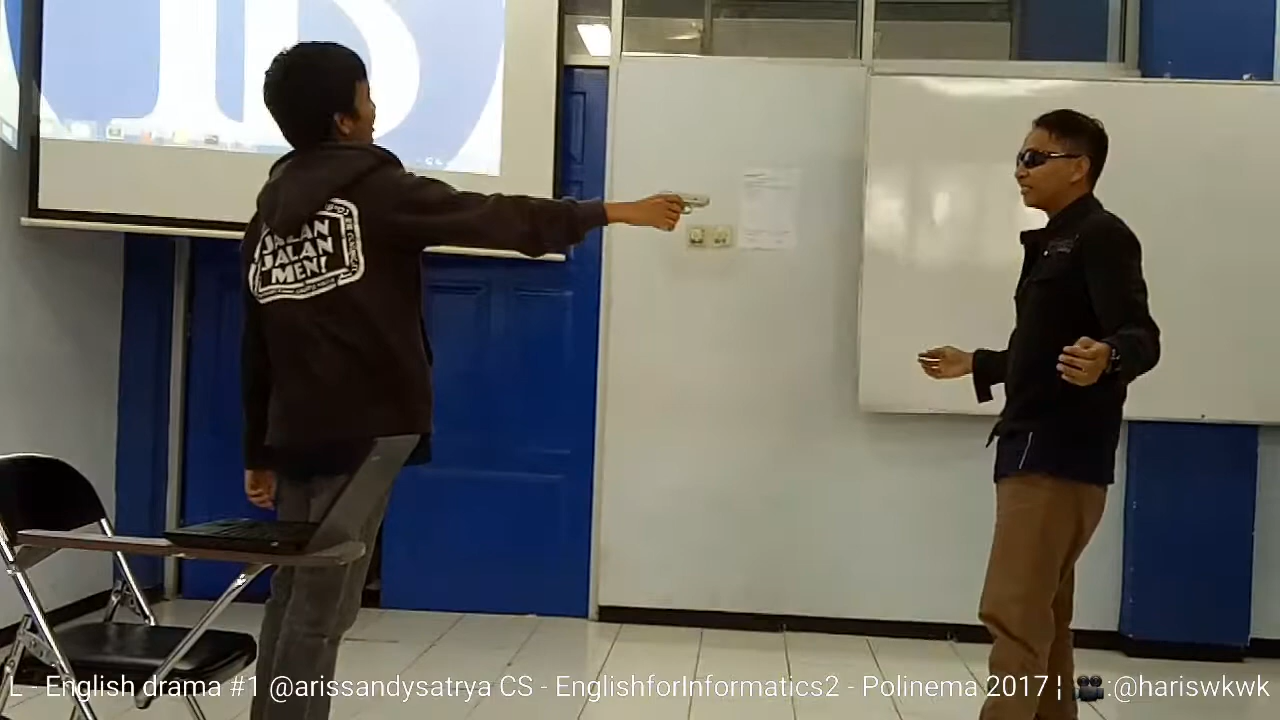 JALAN
JALAN
MEN!
L - English drama #1 @arissandysatrya CS - EnglishforInformatics2 - Polinema 2017 ¦ 🎥:@hariswkwk